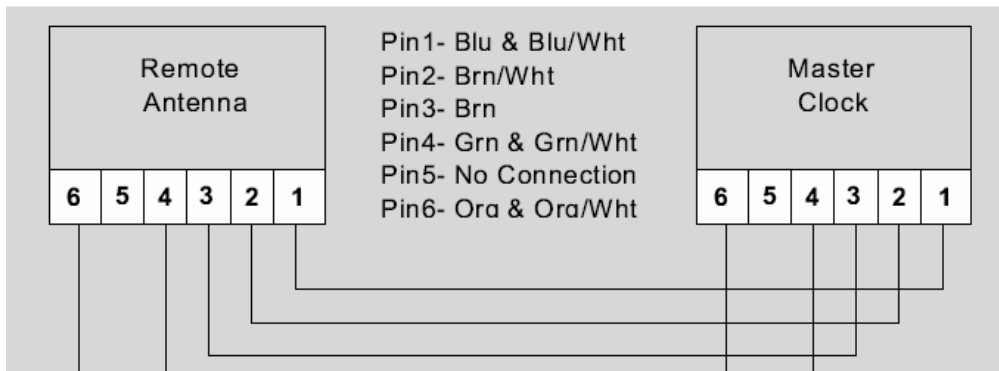 Remote
Antenna
6 5 4 3 2 1
Pin1- Blu & Blu/Wht
Pin2- Brn/Wht
Pin3- Brn
Pin4- Grn & Grn/Wht
Pin5- No Connection
Pin6- Org & Org/Wht
Master
Clock
6 5 4 3 2 1